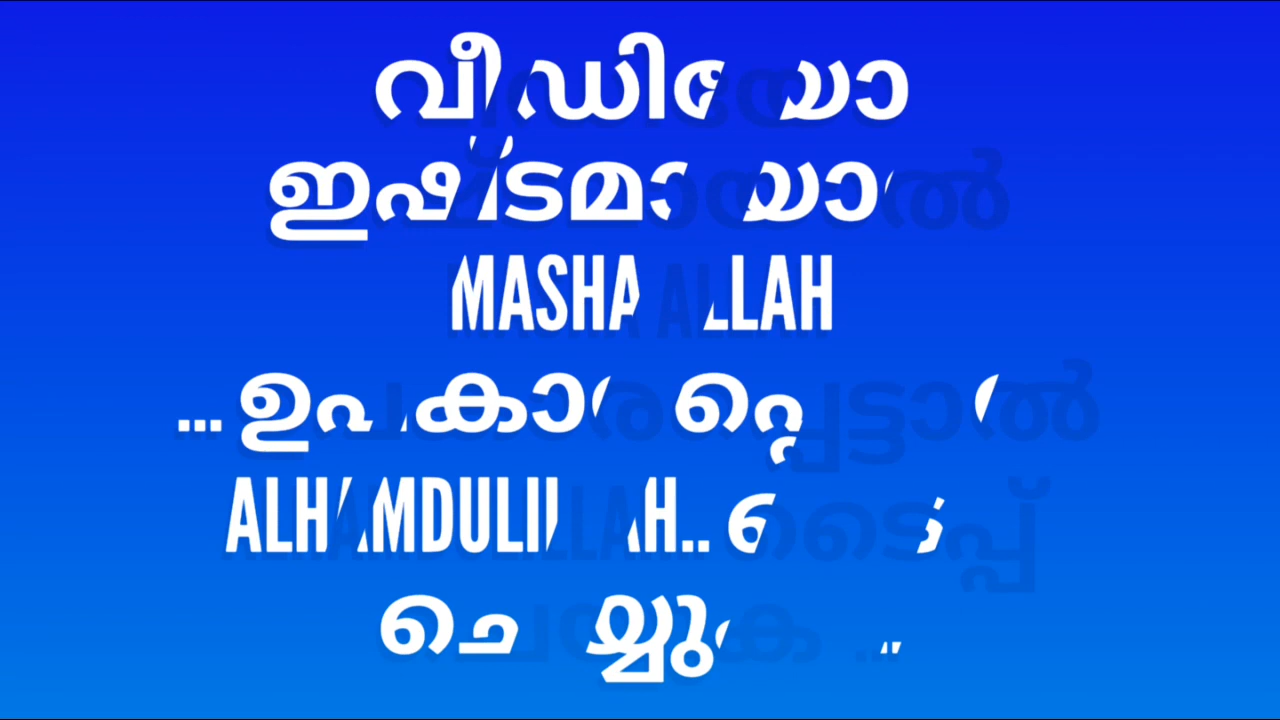 വീഡിയോ
ഇഷ്ടമായാൽ
MASHA ALLAH
... ഉപകാരപ്പെട്ടാൽ
ALHAMDULILLAH.. ടൈപ്പ്
ചെയ്യുക ...